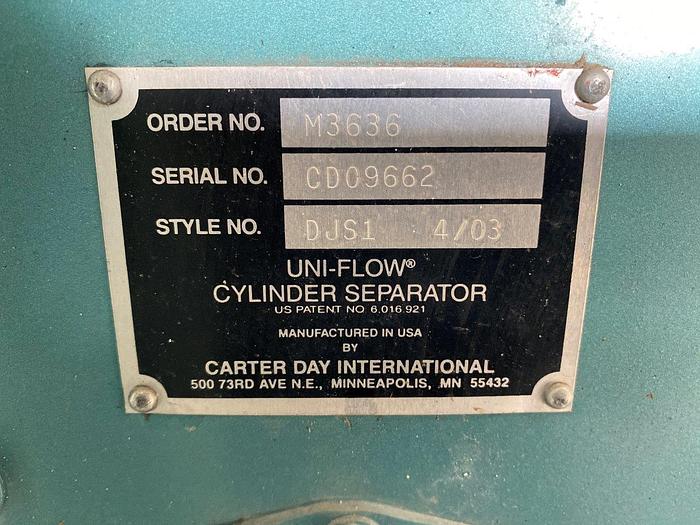 ORDER NO. M3636
SERIAL NO. CD09662
STYLE NO. DJS1 4/03
UNI-FLOW®
CYLINDER SEPARATOR
US PATENT NO 6.016.921
MANUFACTURED IN USA
BY
CARTER DAY INTERNATIONAL
500 73RD AVE N.E., MINNEAPOLIS, MN 55432